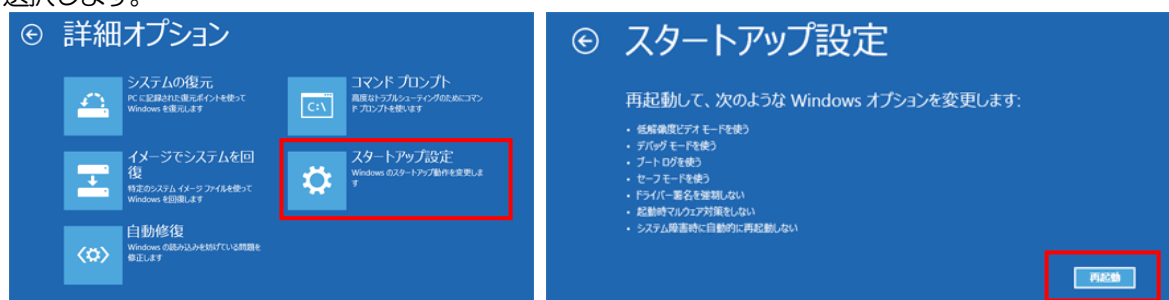 選択します。
詳細オプション
システムの復元
PC に記録された復元ポイントを使って
Windows を復元します
コマンド プロンプト
高度なトラブルシューティングのためにコマン
ド プロンプトを使います
イメージでシステムを回
復
特定のシステム イメージ ファイルを使って
Windows を回復します
スタートアップ設定
Windows のスタートアップ動作を変更しま
す
自動修復
Windows の読み込みを妨げている問題を
修正します
スタートアップ設定
再起動して、次のような Windows オプションを変更します:
• 低解像度ビデオ モードを使う
• デバッグ モードを使う
• ブート ログを使う
• セーフ モードを使う
• ドライバー署名を強制しない
• 起動時マルウェア対策をしない
• システム障害時に自動的に再起動しない
再起動